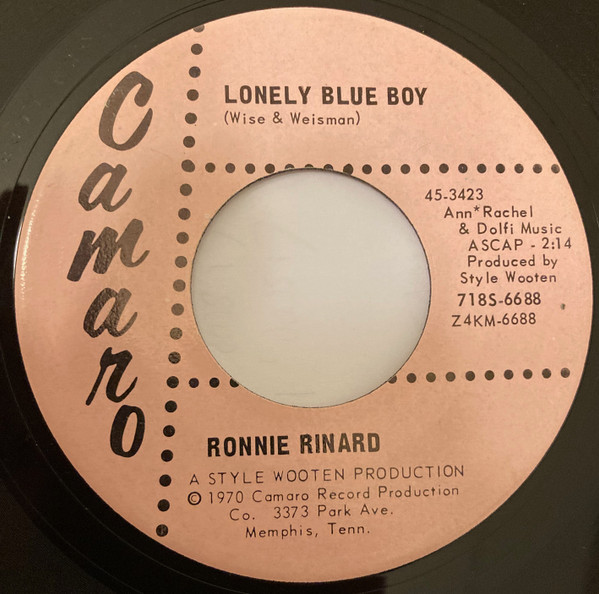 Camaro
LONELY BLUE BOY
(Wise & Weisman)
45-3423
Ann*Rachel
& Dolfi Music
ASCAP - 2:14
Produced by
Style Wooten
718S-6688
Z4KM-6688
RONNIE RINARD
A STYLE WOOTEN PRODUCTION
© 1970 Camaro Record Production
Co. 3373 Park Ave.
Memphis, Tenn.